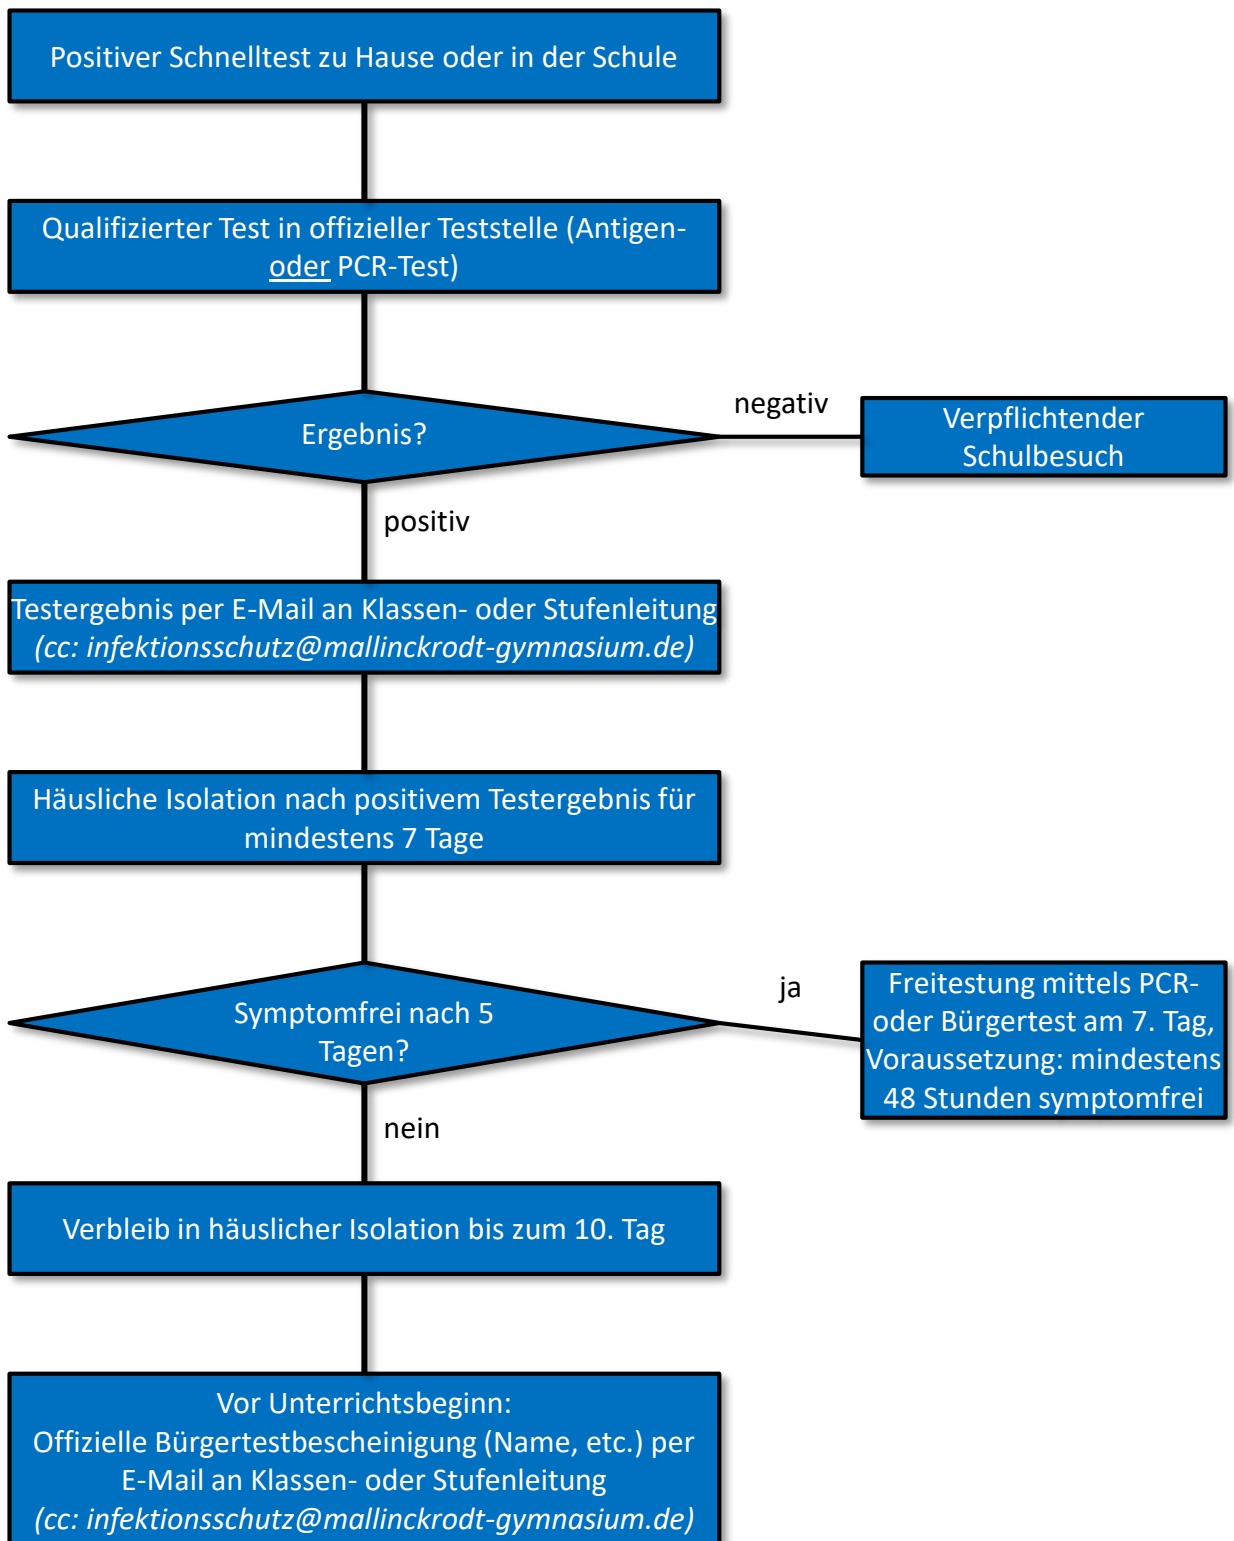 Positiver Schnelltest zu Hause oder in der Schule
Qualifizierter Test in offizieller Teststelle (Antigen-
oder PCR-Test)
Ergebnis?
negativ
Verpflichtender
Schulbesuch
positiv
Testergebnis per E-Mail an Klassen- oder Stufenleitung
(cc: infektionsschutz@mallinckrodt-gymnasium.de)
Häusliche Isolation nach positivem Testergebnis für
mindestens 7 Tage
Symptomfrei nach 5
Tagen?
ja
Freitestung mittels PCR-
oder Bürgertest am 7. Tag,
Voraussetzung: mindestens
48 Stunden symptomfrei
nein
Verbleib in häuslicher Isolation bis zum 10. Tag
Vor Unterrichtsbeginn:
Offizielle Bürgertestbescheinigung (Name, etc.) per
E-Mail an Klassen- oder Stufenleitung
(cc: infektionsschutz@mallinckrodt-gymnasium.de)